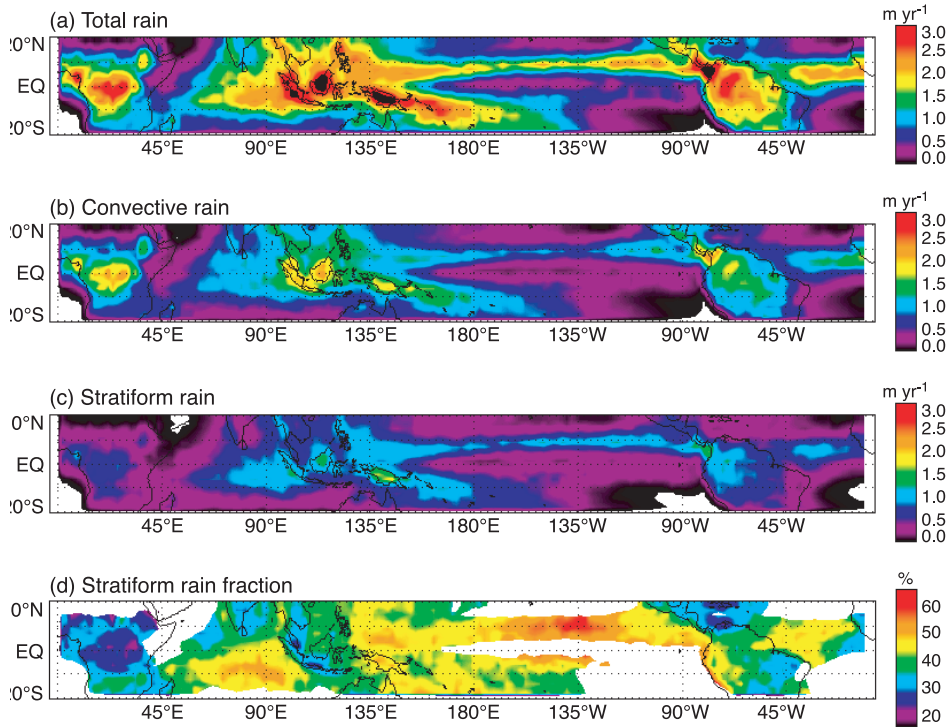 (a) Total rain
m yr⁻¹
20°N
EQ
20°S
45°E 90°E 135°E 180°E 135°W 90°W 45°W
3.0
2.5
2.0
1.5
1.0
0.5
0.0
(b) Convective rain
m yr⁻¹
20°N
EQ
20°S
45°E 90°E 135°E 180°E 135°W 90°W 45°W
3.0
2.5
2.0
1.5
1.0
0.5
0.0
(c) Stratiform rain
m yr⁻¹
0°N
EQ
20°S
45°E 90°E 135°E 180°E 135°W 90°W 45°W
3.0
2.5
2.0
1.5
1.0
0.5
0.0
(d) Stratiform rain fraction
%
0°N
EQ
20°S
45°E 90°E 135°E 180°E 135°W 90°W 45°W
60
50
40
30
20